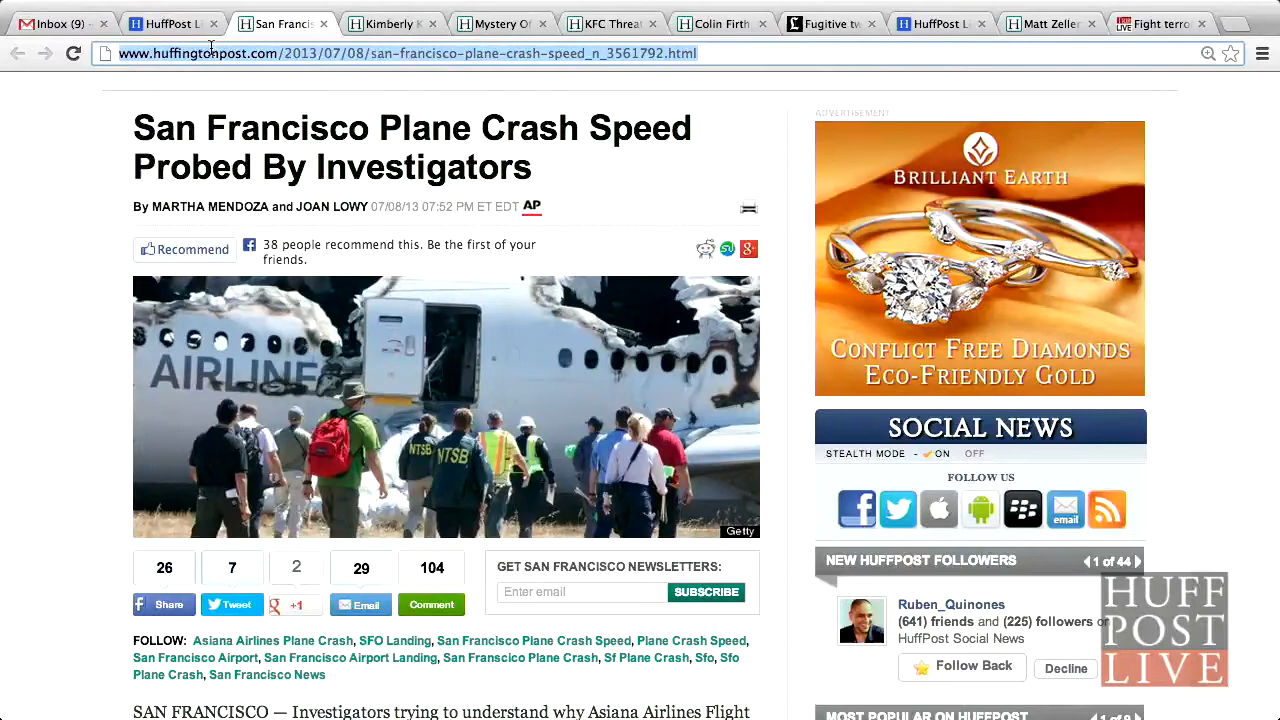 Inbox (9) -
HuffPost Li
San Francis
Kimberly K
Mystery Of
KFC Threat
Colin Firth
Fugitive tw
HuffPost Li
Matt Zeller
Fight terro
www.huffingtonpost.com/2013/07/08/san-francisco-plane-crash-speed_n_3561792.html
San Francisco Plane Crash Speed
Probed By Investigators
By MARTHA MENDOZA and JOAN LOWY 07/08/13 07:52 PM ET EDT AP
Recommend
38 people recommend this. Be the first of your
friends.
AIRLINE
NTSB
NTSB
Getty
26 7 2 29 104
Share Tweet +1 Email Comment
GET SAN FRANCISCO NEWSLETTERS:
Enter email SUBSCRIBE
FOLLOW: Asiana Airlines Plane Crash, SFO Landing, San Francisco Plane Crash Speed, Plane Crash Speed,
San Francisco Airport, San Francisco Airport Landing, San Franscico Plane Crash, Sf Plane Crash, Sfo, Sfo
Plane Crash, San Francisco News
SAN FRANCISCO — Investigators trying to understand why Asiana Airlines Flight
ADVERTISEMENT
BRILLIANT EARTH
CONFLICT FREE DIAMONDS
ECO-FRIENDLY GOLD
SOCIAL NEWS
STEALTH MODE - ON OFF
FOLLOW US
email
NEW HUFFPOST FOLLOWERS 1 of 44
Ruben_Quinones
(641) friends and (225) followers on
HuffPost Social News
Follow Back Decline
MOST POPULAR ON HUFFPOST 1 of 9
HUFF
POST
LIVE